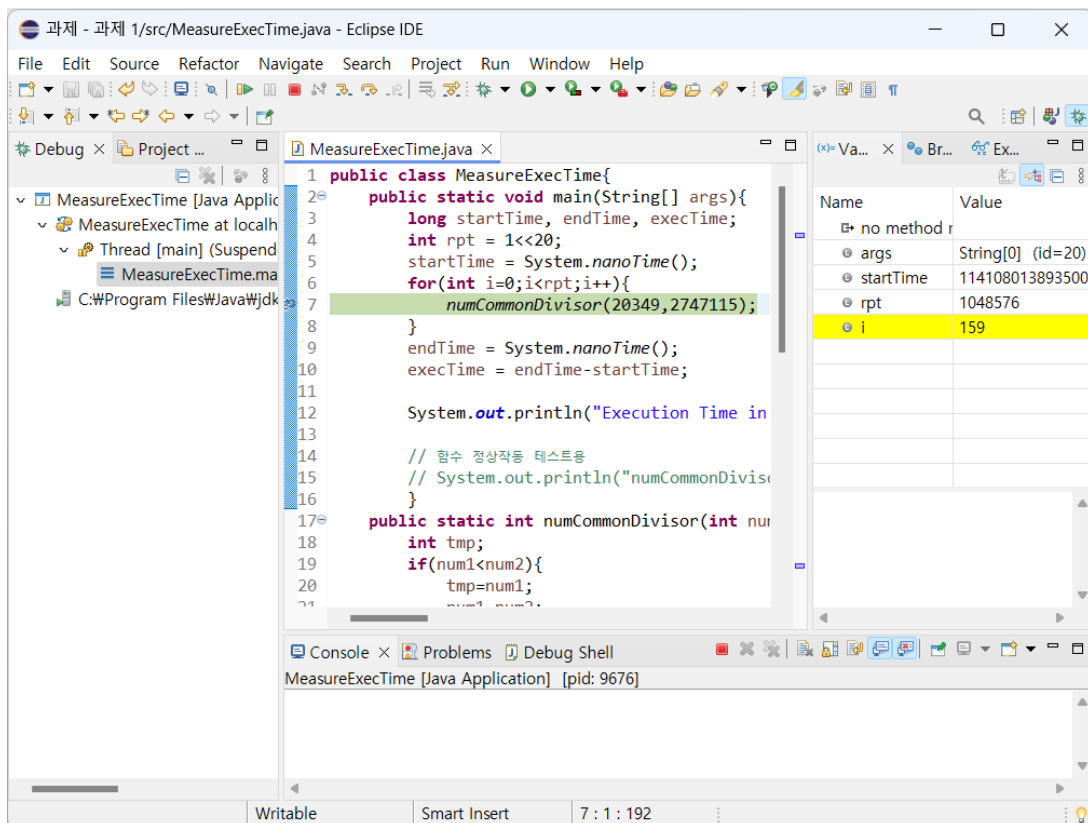 과제 - 과제 1/src/MeasureExecTime.java - Eclipse IDE
File Edit Source Refactor Navigate Search Project Run Window Help
Debug Project ...
MeasureExecTime [Java Applic
MeasureExecTime at localh
Thread [main] (Suspend
MeasureExecTime.ma
C:₩Program Files₩Java₩jdk
MeasureExecTime.java
1 public class MeasureExecTime{
2 public static void main(String[] args){
3 long startTime, endTime, execTime;
4 int rpt = 1<<20;
5 startTime = System.nanoTime();
6 for(int i=0;i<rpt;i++){
7 numCommonDivisor(20349,2747115);
8 }
9 endTime = System.nanoTime();
10 execTime = endTime-startTime;
11
12 System.out.println("Execution Time in
13
14 // 함수 정상작동 테스트용
15 // System.out.println("numCommonDiviso
16 }
17 public static int numCommonDivisor(int num
18 int tmp;
19 if(num1<num2){
20 tmp=num1;
21 num1=num2;
(x)= Va... Br... Ex...
Name Value
no method r
args String[0] (id=20)
startTime 114108013893500
rpt 1048576
i 159
Console Problems Debug Shell
MeasureExecTime [Java Application] [pid: 9676]
Writable Smart Insert 7 : 1 : 192